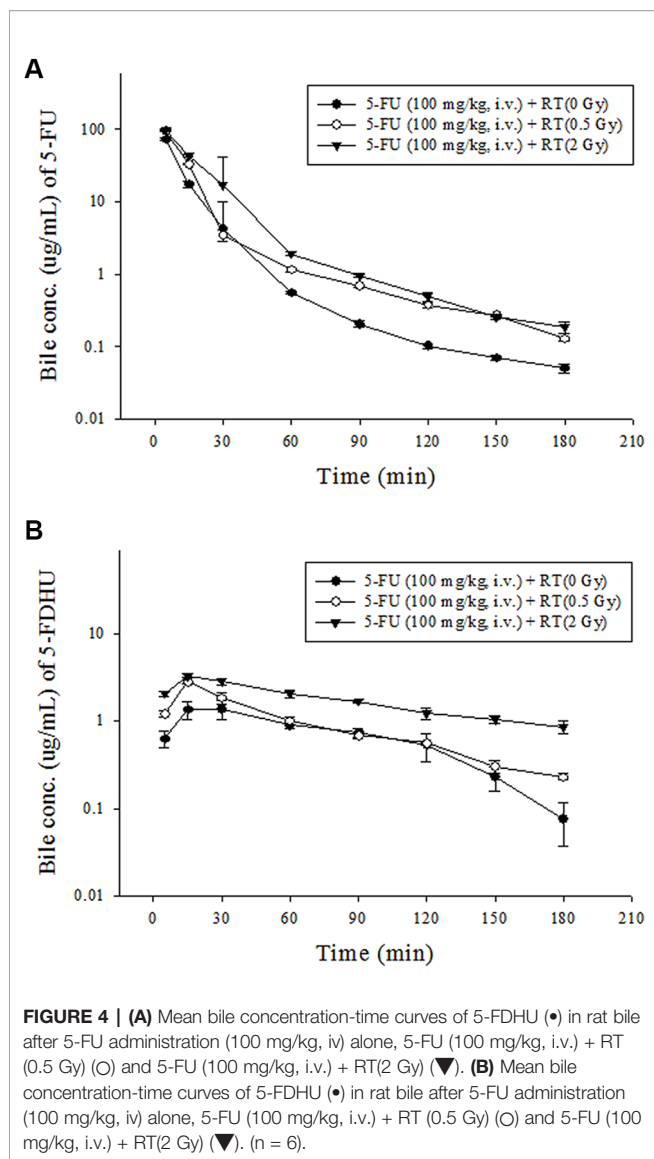 A
Bile conc. (ug/mL) of 5-FU
100
10
1
0.1
0.01
5-FU (100 mg/kg, i.v.) + RT(0 Gy)
5-FU (100 mg/kg, i.v.) + RT(0.5 Gy)
5-FU (100 mg/kg, i.v.) + RT(2 Gy)
0 30 60 90 120 150 180 210
Time (min)
B
Bile conc. (ug/mL) of 5-FDHU
10
1
0.1
0.01
5-FU (100 mg/kg, i.v.) + RT(0 Gy)
5-FU (100 mg/kg, i.v.) + RT(0.5 Gy)
5-FU (100 mg/kg, i.v.) + RT(2 Gy)
0 30 60 90 120 150 180 210
Time (min)
FIGURE 4 | (A) Mean bile concentration-time curves of 5-FDHU (•) in rat bile
after 5-FU administration (100 mg/kg, iv) alone, 5-FU (100 mg/kg, i.v.) + RT
(0.5 Gy) (○) and 5-FU (100 mg/kg, i.v.) + RT(2 Gy) (▼). (B) Mean bile
concentration-time curves of 5-FDHU (•) in rat bile after 5-FU administration
(100 mg/kg, iv) alone, 5-FU (100 mg/kg, i.v.) + RT (0.5 Gy) (○) and 5-FU (100
mg/kg, i.v.) + RT(2 Gy) (▼). (n = 6).